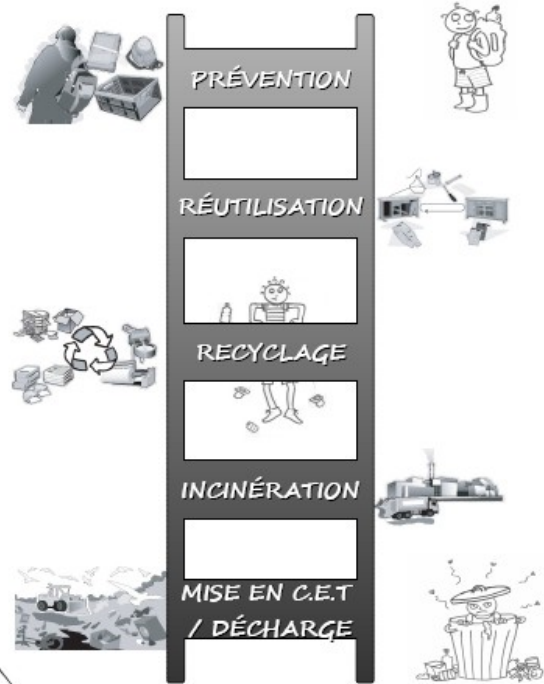 PRÉVENTION
RÉUTILISATION
RECYCLAGE
INCINÉRATION
MISE EN C.E.T
/ DÉCHARGE